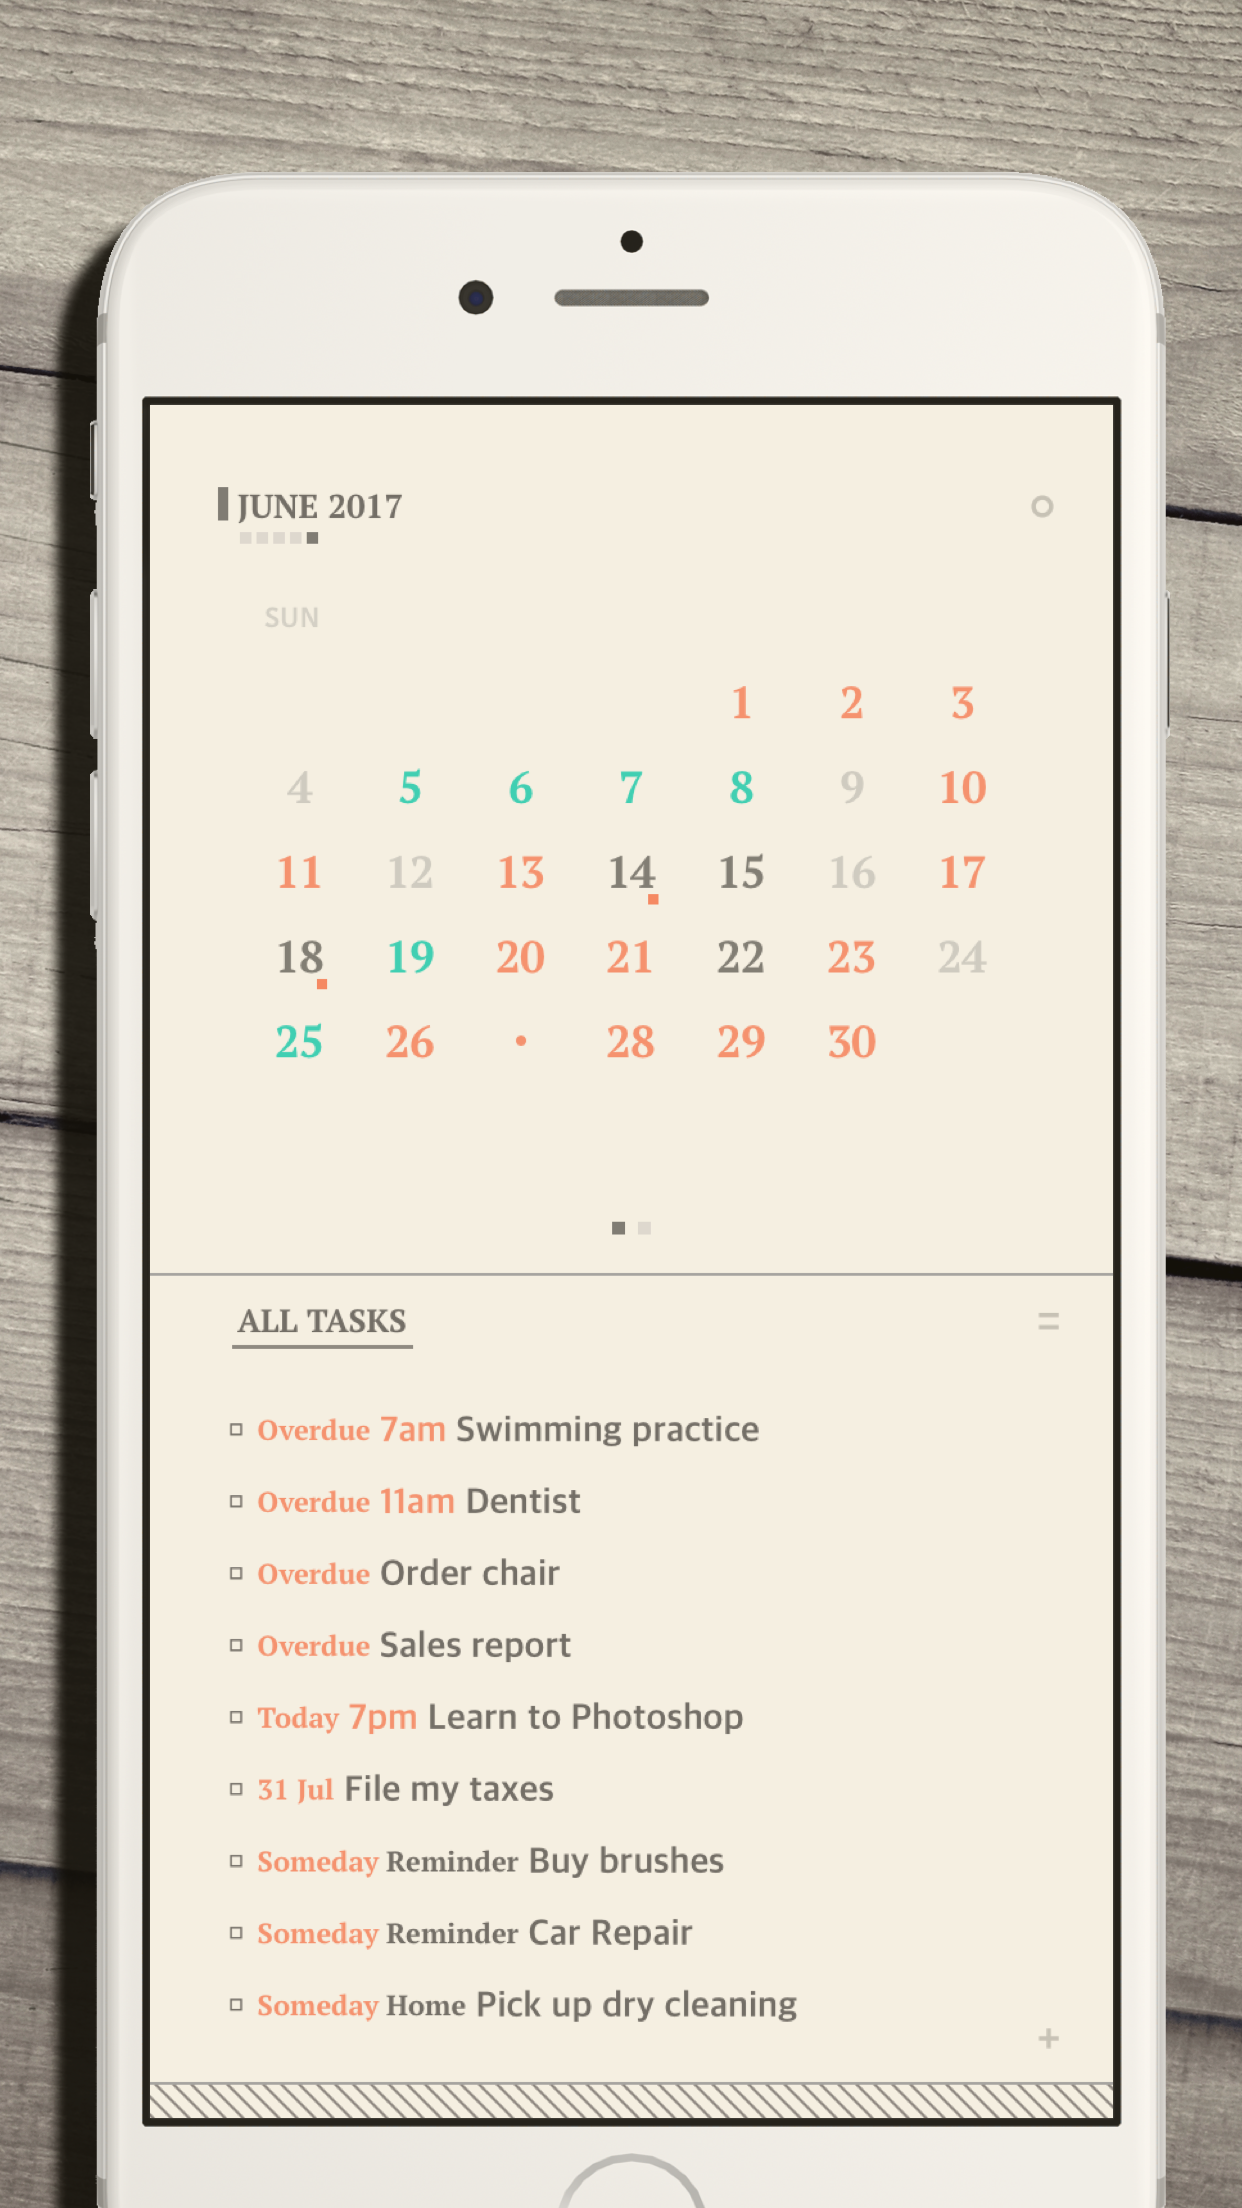 JUNE 2017
SUN
1 2 3
4 5 6 7 8 9 10
11 12 13 14 15 16 17
18 19 20 21 22 23 24
25 26 • 28 29 30
ALL TASKS
Overdue 7am Swimming practice
Overdue 11am Dentist
Overdue Order chair
Overdue Sales report
Today 7pm Learn to Photoshop
31 Jul File my taxes
Someday Reminder Buy brushes
Someday Reminder Car Repair
Someday Home Pick up dry cleaning